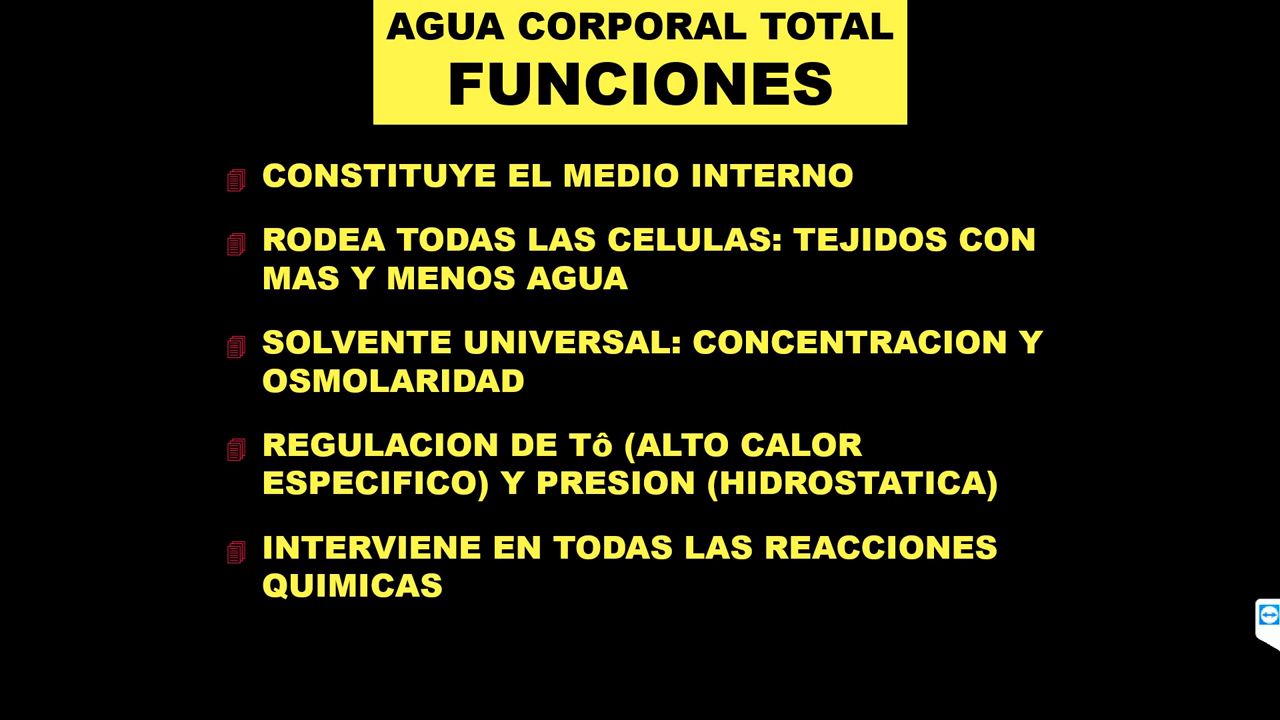 AGUA CORPORAL TOTAL
FUNCIONES
CONSTITUYE EL MEDIO INTERNO
RODEA TODAS LAS CELULAS: TEJIDOS CON
MAS Y MENOS AGUA
SOLVENTE UNIVERSAL: CONCENTRACION Y
OSMOLARIDAD
REGULACION DE Tô (ALTO CALOR
ESPECIFICO) Y PRESION (HIDROSTATICA)
INTERVIENE EN TODAS LAS REACCIONES
QUIMICAS